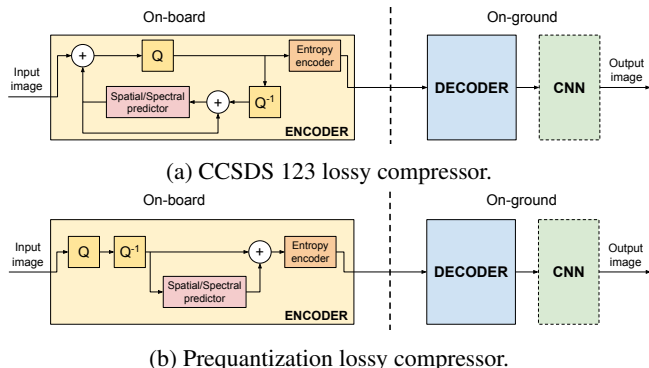 On-board
On-ground
Input
image
+
Q
Entropy
encoder
Spatial/Spectral
predictor
+
Q-1
ENCODER
DECODER
CNN
Output
image
(a) CCSDS 123 lossy compressor.
On-board
On-ground
Input
image
Q
Q-1
+
Entropy
encoder
Spatial/Spectral
predictor
ENCODER
DECODER
CNN
Output
image
(b) Prequantization lossy compressor.